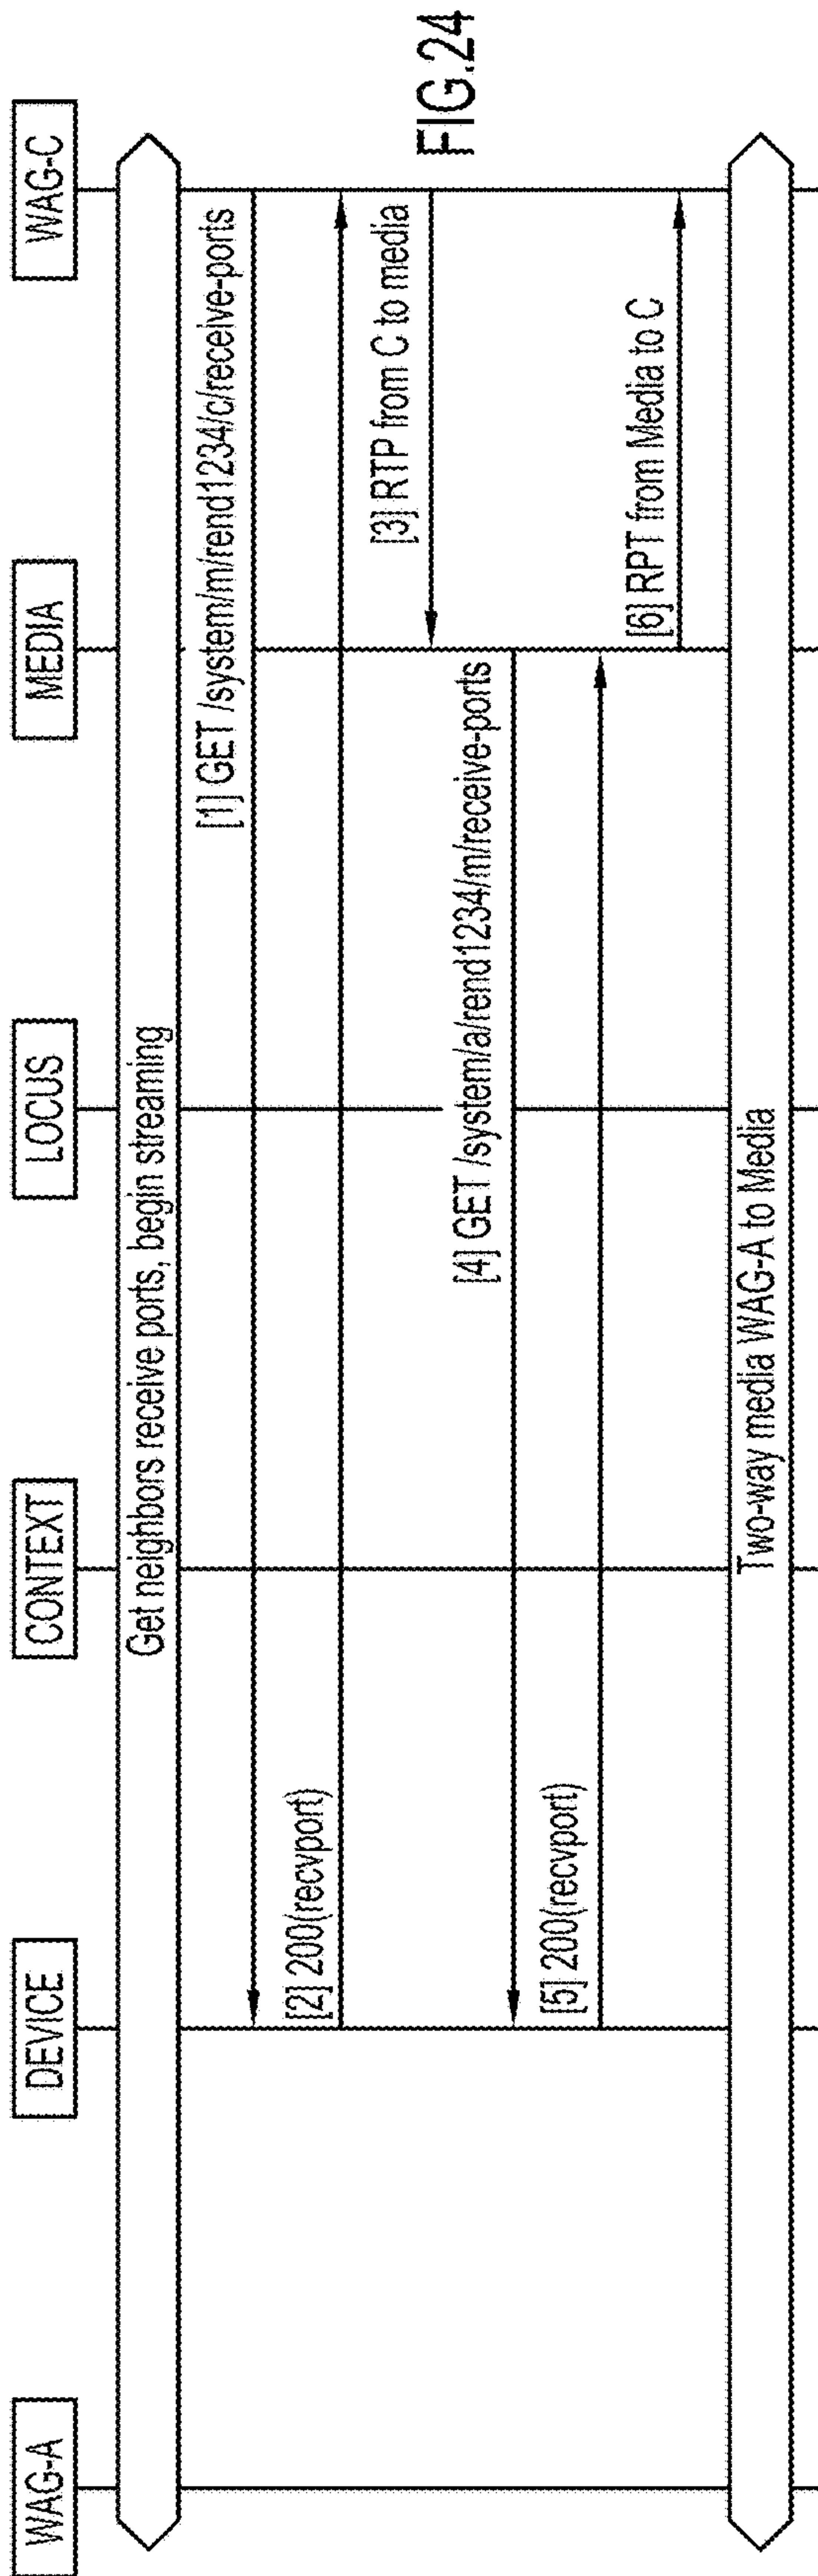 WAG-A
DEVICE
CONTEXT
LOCUS
MEDIA
WAG-C
Get neighbors receive ports, begin streaming
[1] GET /system/m/rend1234/c/receive-ports
[2] 200(recvport)
[3] RTP from C to media
[4] GET /system/a/rend1234/m/receive-ports
[5] 200(recvport)
[6] RPT from Media to C
Two-way media WAG-A to Media
FIG.24